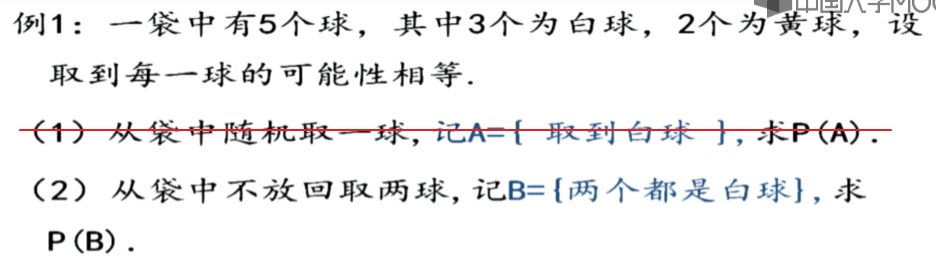 中国大学MOO
例1：一袋中有5个球，其中3个为白球，2个为黄球，设
取到每一球的可能性相等.
（1）从袋中随机取一球,记A={ 取到白球 }，求P(A).
（2）从袋中不放回取两球,记B={两个都是白球}，求
P(B).